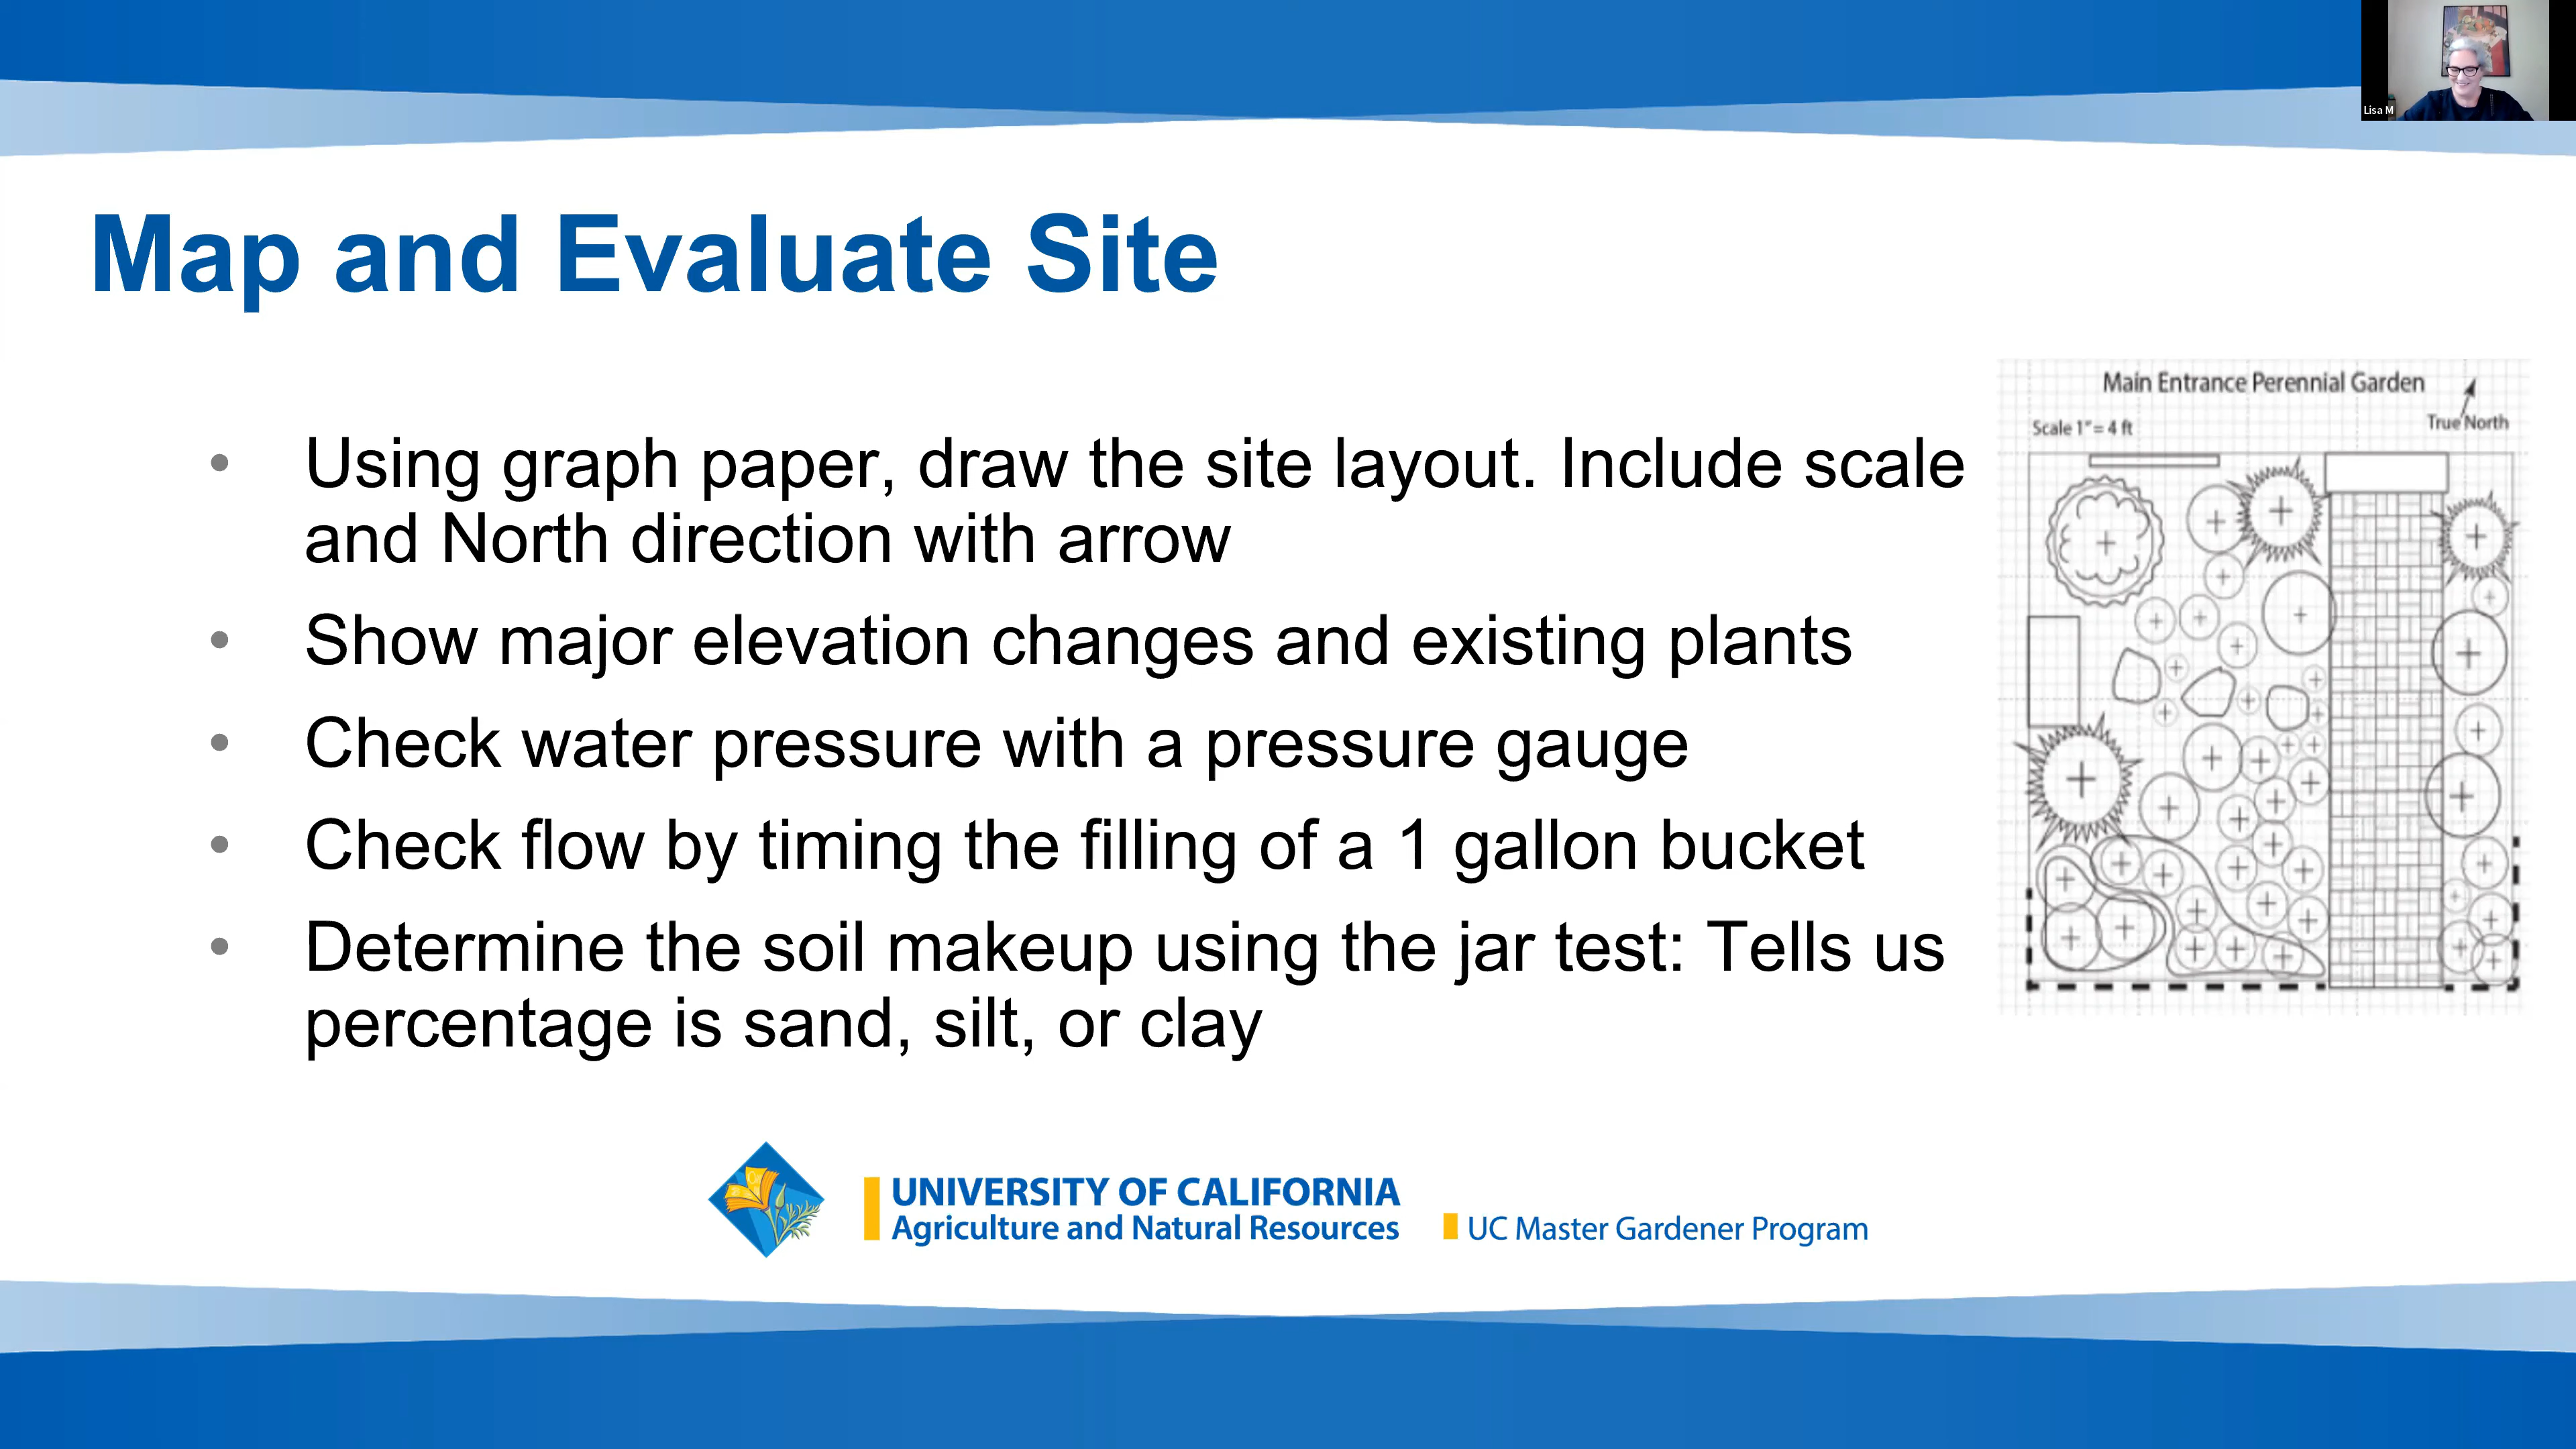 Lisa M
Map and Evaluate Site
• Using graph paper, draw the site layout. Include scale
and North direction with arrow
• Show major elevation changes and existing plants
• Check water pressure with a pressure gauge
• Check flow by timing the filling of a 1 gallon bucket
• Determine the soil makeup using the jar test: Tells us
percentage is sand, silt, or clay
Main Entrance Perennial Garden
True North
Scale 1"= 4 ft
UNIVERSITY OF CALIFORNIA
Agriculture and Natural Resources
UC Master Gardener Program